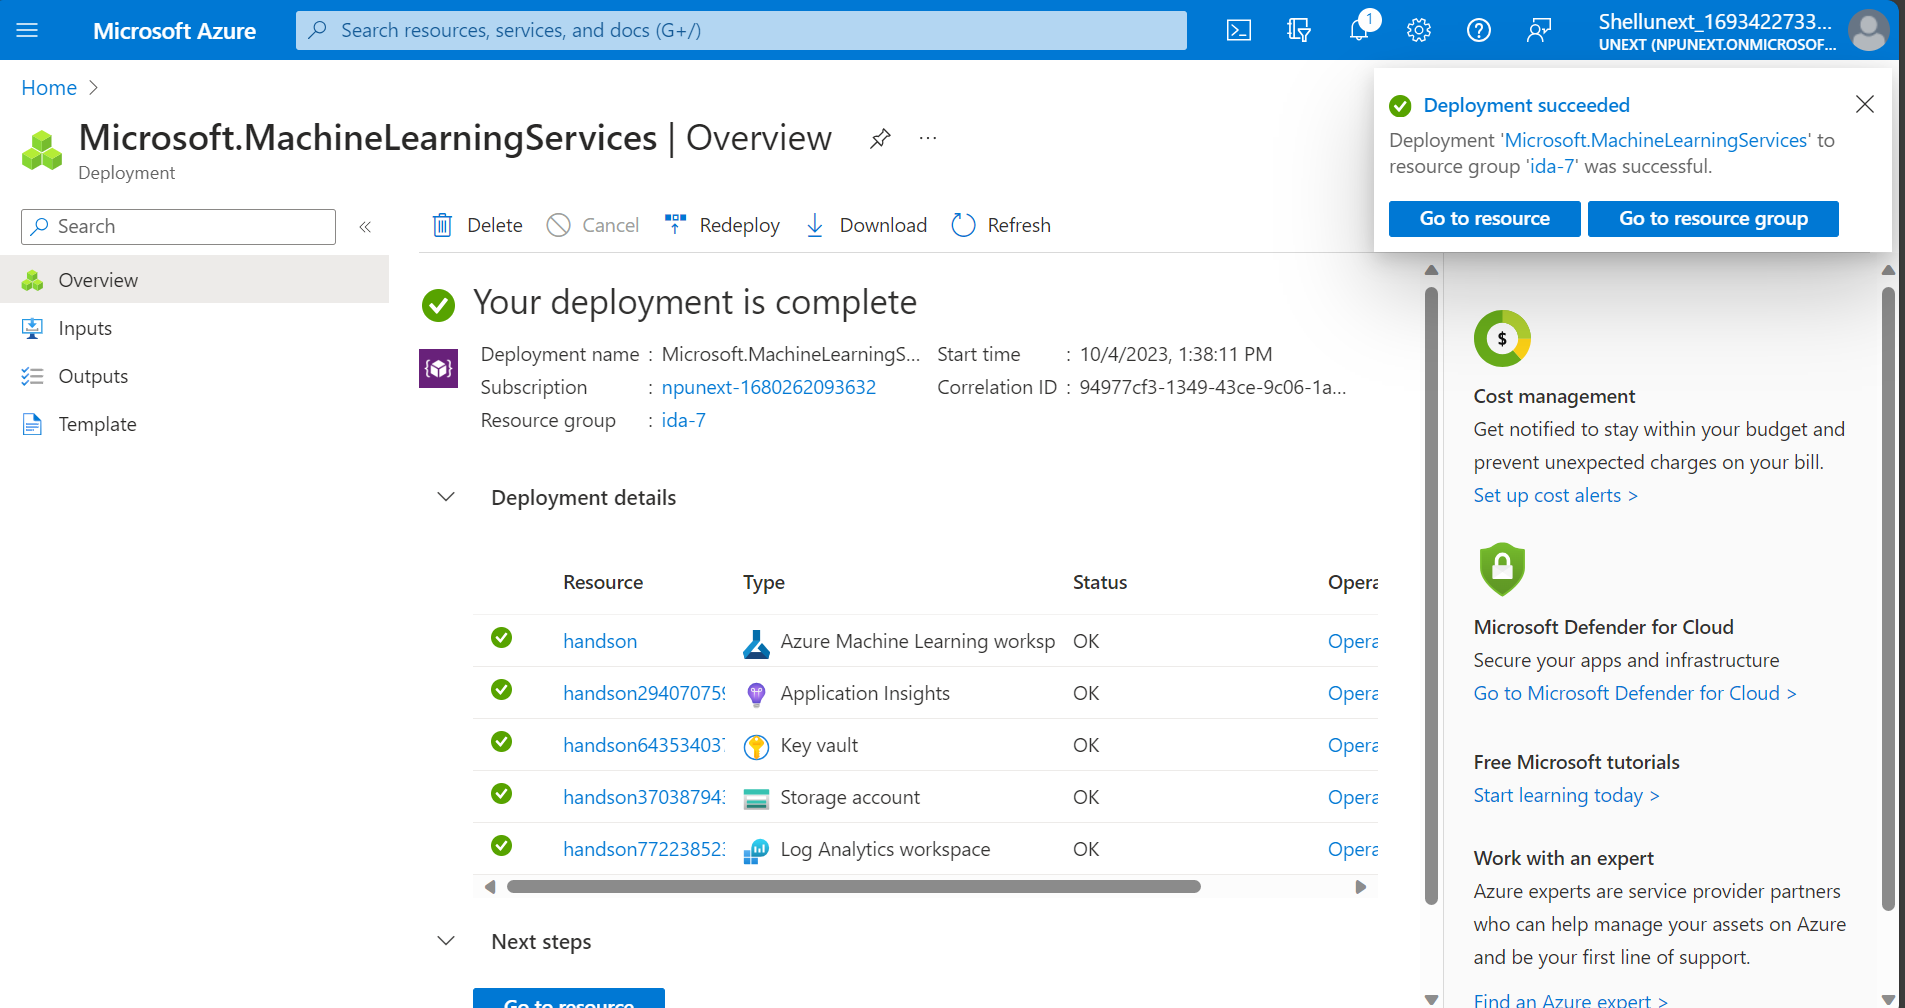 Microsoft Azure
Search resources, services, and docs (G+/)
1
Shellunext_1693422733...
UNEXT (NPUNEXT.ONMICROSOF...
Home
Microsoft.MachineLearningServices | Overview
Deployment
Deployment succeeded
Deployment 'Microsoft.MachineLearningServices' to
resource group 'ida-7' was successful.
Go to resource
Go to resource group
Search
Overview
Inputs
Outputs
Template
Delete
Cancel
Redeploy
Download
Refresh
Your deployment is complete
Deployment name : Microsoft.MachineLearningS...
Subscription : npunext-1680262093632
Resource group : ida-7
Start time : 10/4/2023, 1:38:11 PM
Correlation ID : 94977cf3-1349-43ce-9c06-1a...
Deployment details
Resource Type Status Opera
handson Azure Machine Learning worksp OK Opera
handson29407075 Application Insights OK Opera
handson64353403 Key vault OK Opera
handson37038794 Storage account OK Opera
handson77223852 Log Analytics workspace OK Opera
Next steps
Go to resource
$
Cost management
Get notified to stay within your budget and
prevent unexpected charges on your bill.
Set up cost alerts >
Microsoft Defender for Cloud
Secure your apps and infrastructure
Go to Microsoft Defender for Cloud >
Free Microsoft tutorials
Start learning today >
Work with an expert
Azure experts are service provider partners
who can help manage your assets on Azure
and be your first line of support.
Find an Azure expert >